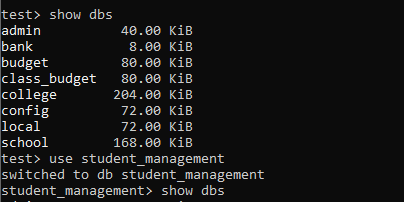 test> show dbs
admin          40.00 KiB
bank            8.00 KiB
budget         80.00 KiB
class_budget   80.00 KiB
college       204.00 KiB
config         72.00 KiB
local          72.00 KiB
school        168.00 KiB
test> use student_management
switched to db student_management
student_management> show dbs